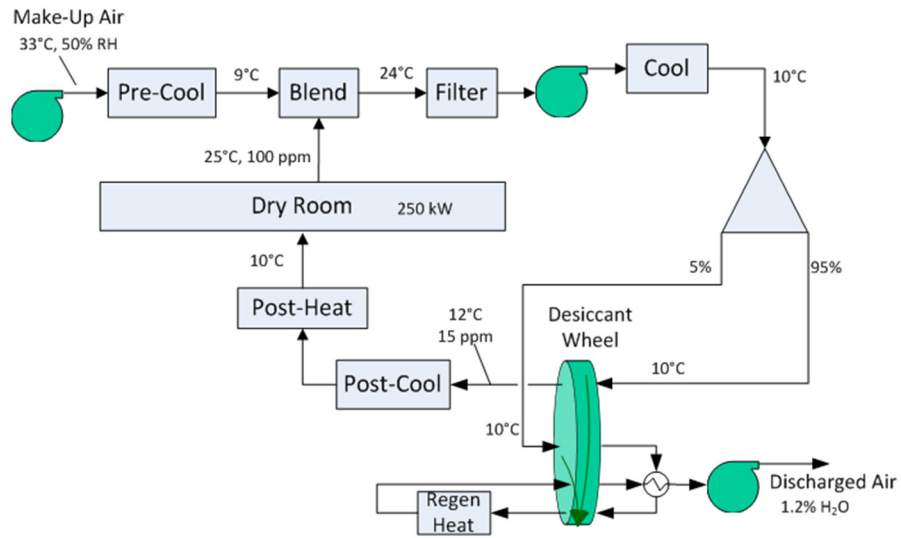 Make-Up Air
33°C, 50% RH
Pre-Cool
9°C
Blend
24°C
Filter
Cool
10°C
25°C, 100 ppm
Dry Room
250 kW
10°C
5%
95%
Post-Heat
12°C
15 ppm
Desiccant
Wheel
10°C
Post-Cool
10°C
Regen
Heat
Discharged Air
1.2% H₂O